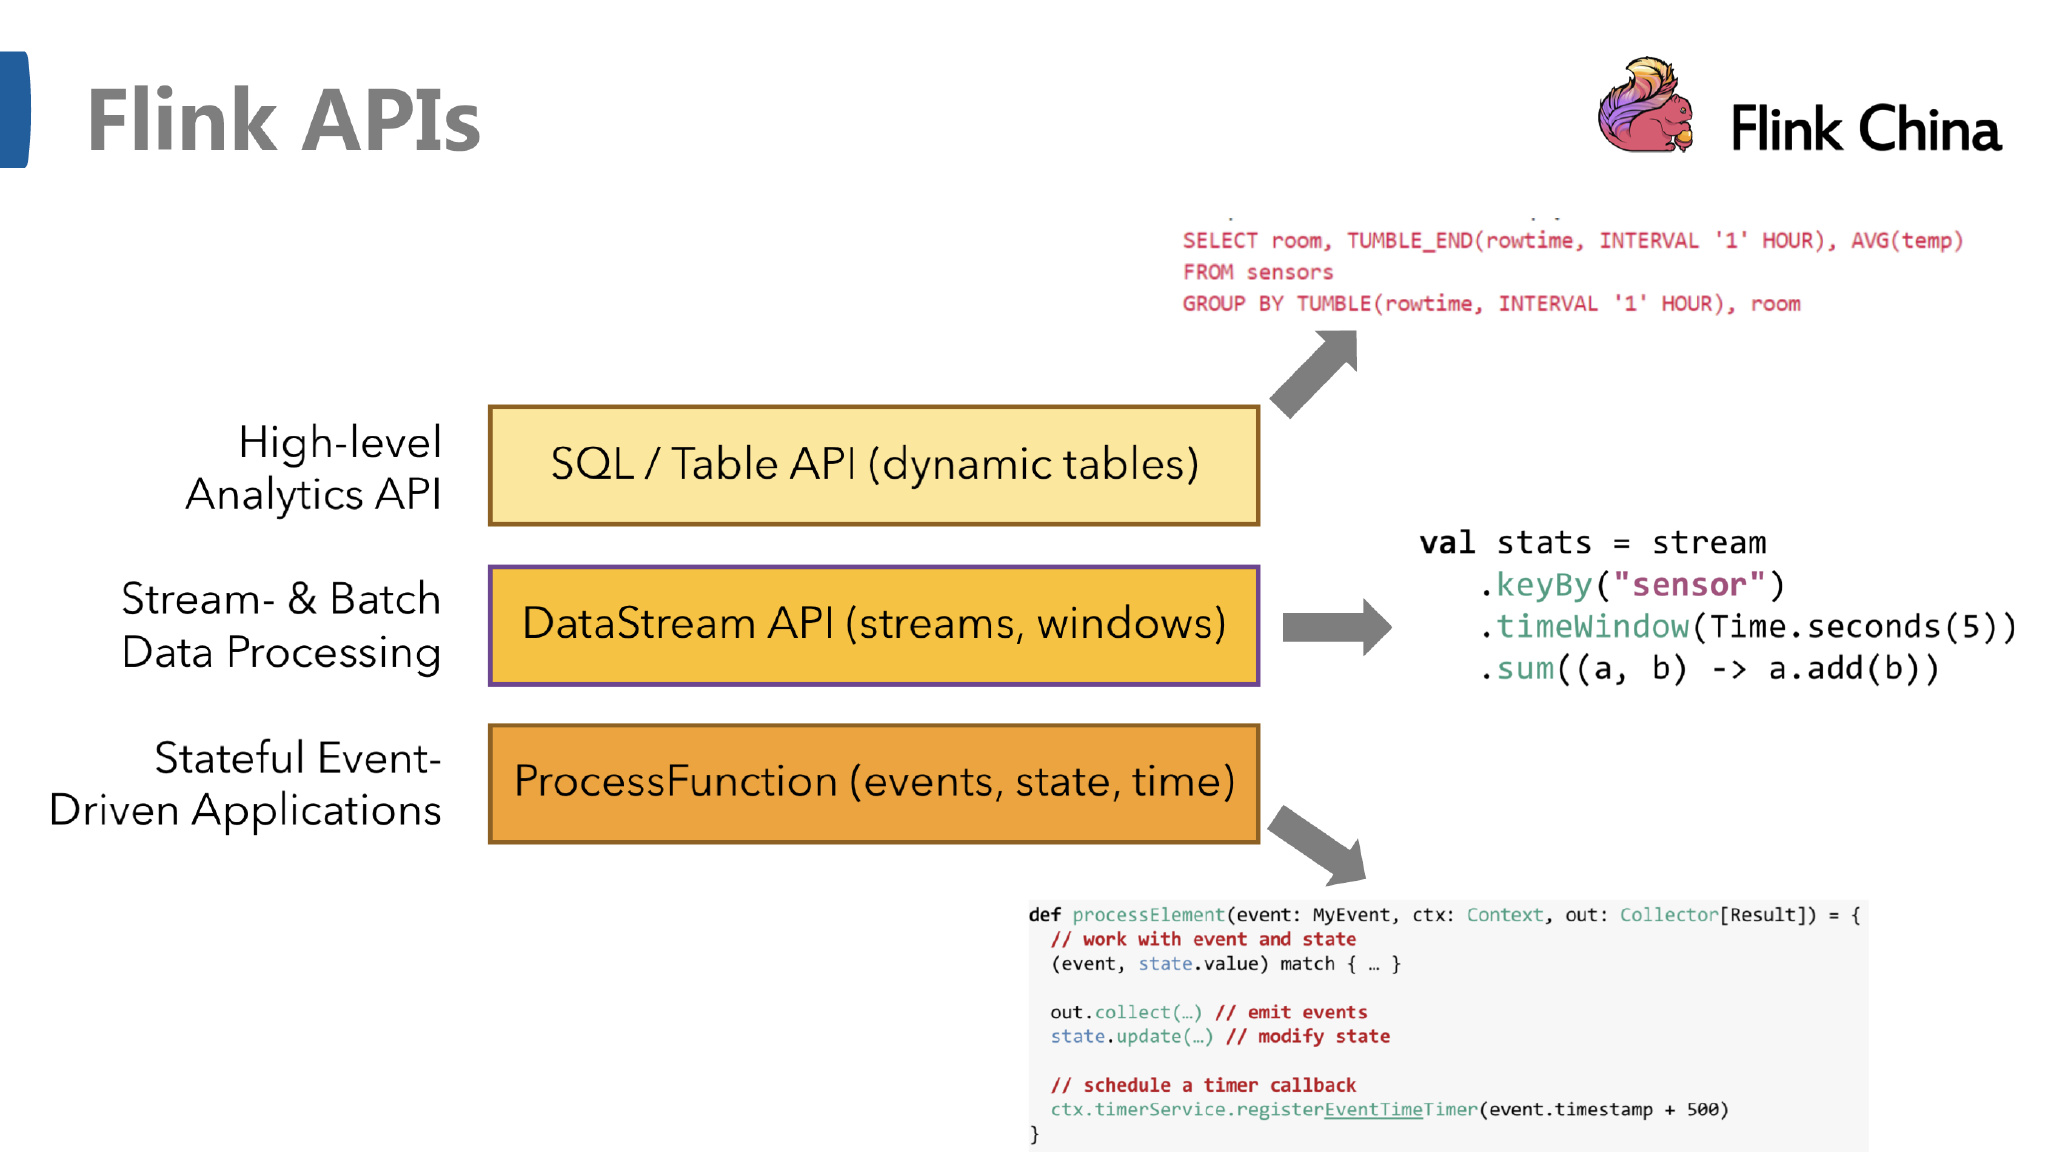 Flink APIs
Flink China
SELECT room, TUMBLE_END(rowtime, INTERVAL '1' HOUR), AVG(temp)
FROM sensors
GROUP BY TUMBLE(rowtime, INTERVAL '1' HOUR), room
High-level
Analytics API
SQL / Table API (dynamic tables)
Stream- & Batch
Data Processing
DataStream API (streams, windows)
val stats = stream
.keyBy("sensor")
.timeWindow(Time.seconds(5))
.sum((a, b) -> a.add(b))
Stateful Event-
Driven Applications
ProcessFunction (events, state, time)
def processElement(event: MyEvent, ctx: Context, out: Collector[Result]) = {
// work with event and state
(event, state.value) match { … }
out.collect(…) // emit events
state.update(…) // modify state
// schedule a timer callback
ctx.timerService.registerEventTimeTimer(event.timestamp + 500)
}